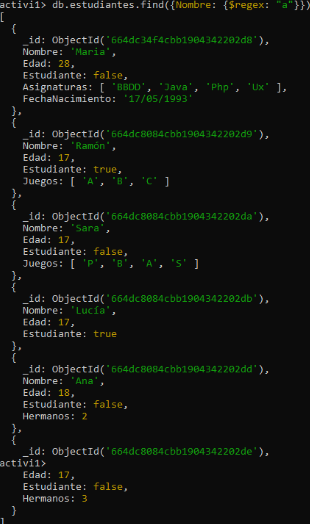 activi1> db.estudiantes.find({Nombre: {$regex: "a"}})
[
  {
    _id: ObjectId('664dc34f4cbb1904342202d8'),
    Nombre: 'Maria',
    Edad: 28,
    Estudiante: false,
    Asignaturas: [ 'BBDD', 'Java', 'Php', 'Ux' ],
    FechaNacimiento: '17/05/1993'
  },
  {
    _id: ObjectId('664dc8084cbb1904342202d9'),
    Nombre: 'Ramón',
    Edad: 17,
    Estudiante: true,
    Juegos: [ 'A', 'B', 'C' ]
  },
  {
    _id: ObjectId('664dc8084cbb1904342202da'),
    Nombre: 'Sara',
    Edad: 17,
    Estudiante: false,
    Juegos: [ 'P', 'B', 'A', 'S' ]
  },
  {
    _id: ObjectId('664dc8084cbb1904342202db'),
    Nombre: 'Lucía',
    Edad: 17,
    Estudiante: true
  },
  {
    _id: ObjectId('664dc8084cbb1904342202dd'),
    Nombre: 'Ana',
    Edad: 18,
    Estudiante: false,
    Hermanos: 2
  },
  {
    _id: ObjectId('664dc8084cbb1904342202de'),
activi1>
    Edad: 17,
    Estudiante: false,
    Hermanos: 3
  }
]